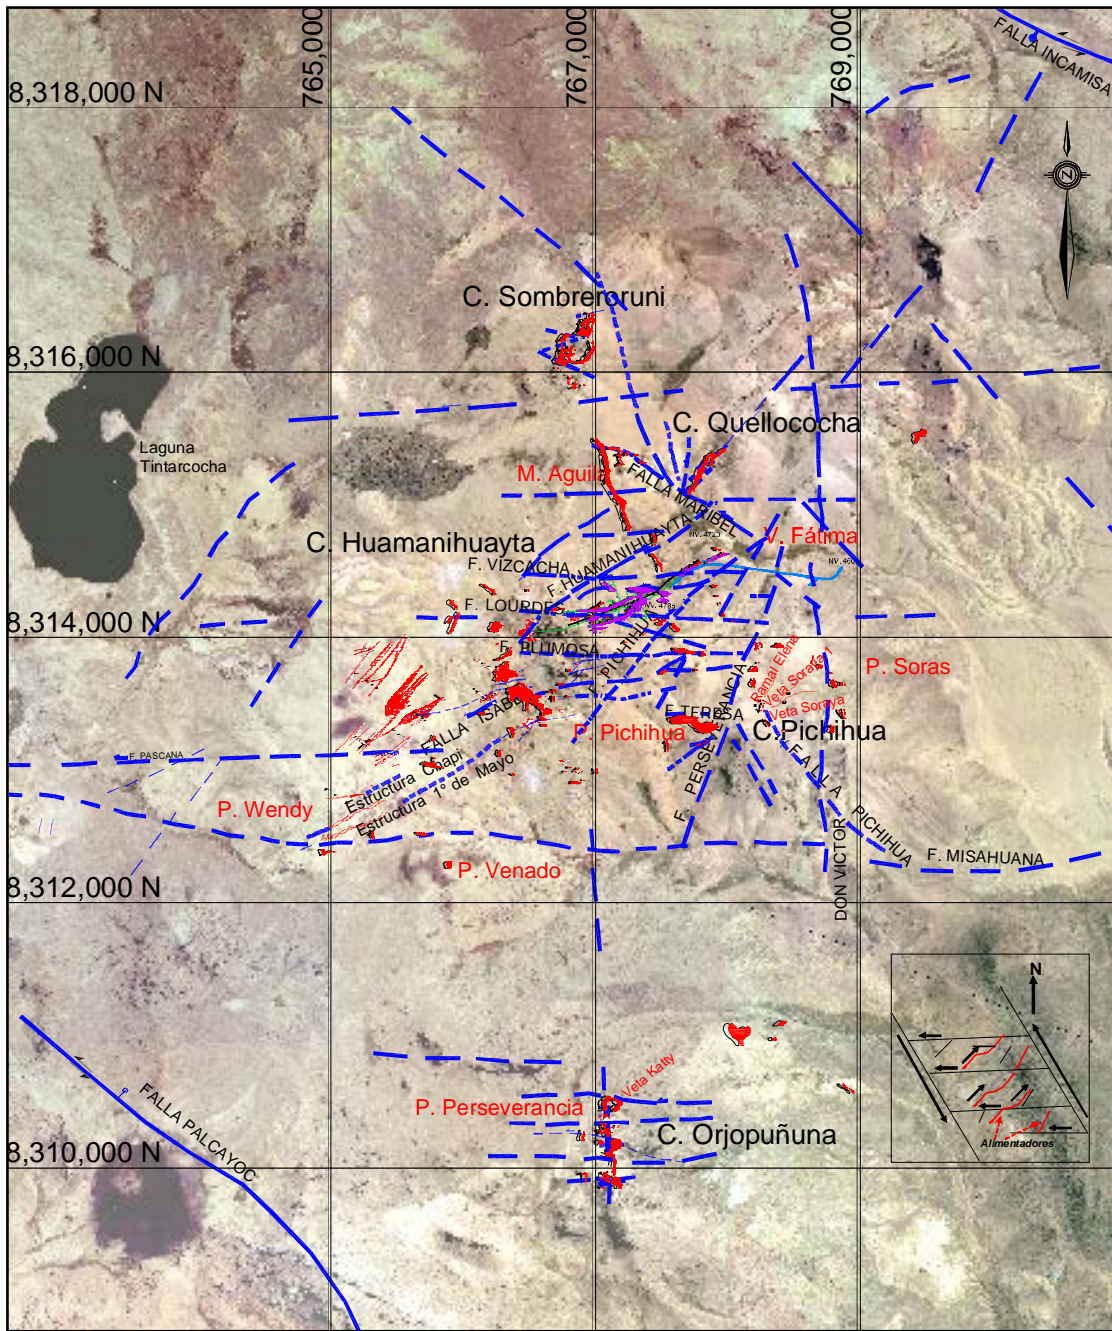 765,000
767,000
769,000
FALLA INCAMISA
8,318,000 N
N
C. Sombreroruni
8,316,000 N
C. Quellococha
Laguna
Tintarcocha
M. Aguila
FALLA MARIBEL
NV. 4723
V. Fátima
C. Huamanihuayta
F. HUAMANIHUAYTA
F. VIZCACHA
F. LOURDES
8,314,000 N
F. PLUMOSA
F. PICHIHUA
Ramal Elena
Veta Soraya 1
Veta Soraya
P. Soras
F. TERESA
P. Pichihua
C.Pichihua
F. PERSEVERANCIA
FALLA PICHIHUA
F. PASCANA
Estructura Chapi
Estructura 1° de Mayo
P. Wendy
P. Venado
DON VICTOR
F. MISAHUANA
8,312,000 N
N
Alimentadores
FALLA PALCAYOC
Veta Katty
P. Perseverancia
C. Orjopuñuna
8,310,000 N